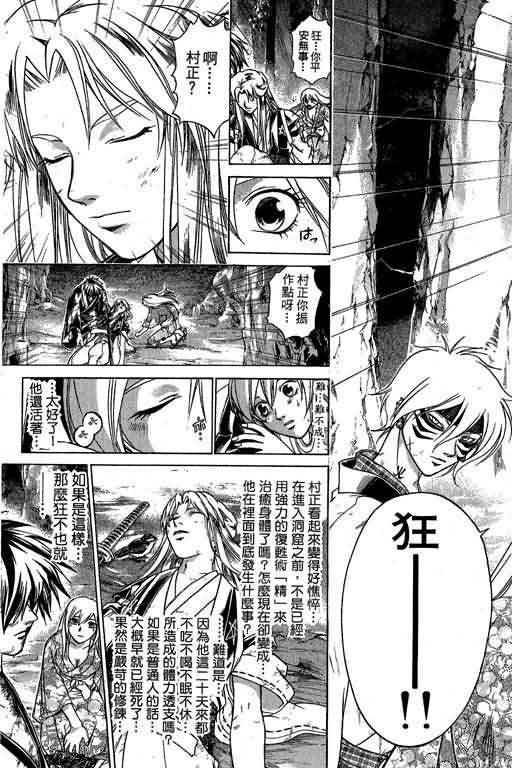 狂
━━!!
狂…你平
安無事…
啊…
村正？
はっ
村正你振
作點呀…
難…難不成…
…太好了━
他還活著…
村正看起來變得好憔悴…
在進入洞窟之前，不是已經
用強力的復甦術「精」來
治癒身體了嗎？怎麼現在卻變成…
他在裡面到底發生什麼事？
……難道是…
因為他這二十天來都
不吃不喝不眠不休…
所造成的體力透支嗎？
如果是普通人的話…
大概早就已經死了…
果然是嚴苛的修鍊…
如果是這樣…
那麼狂不也就